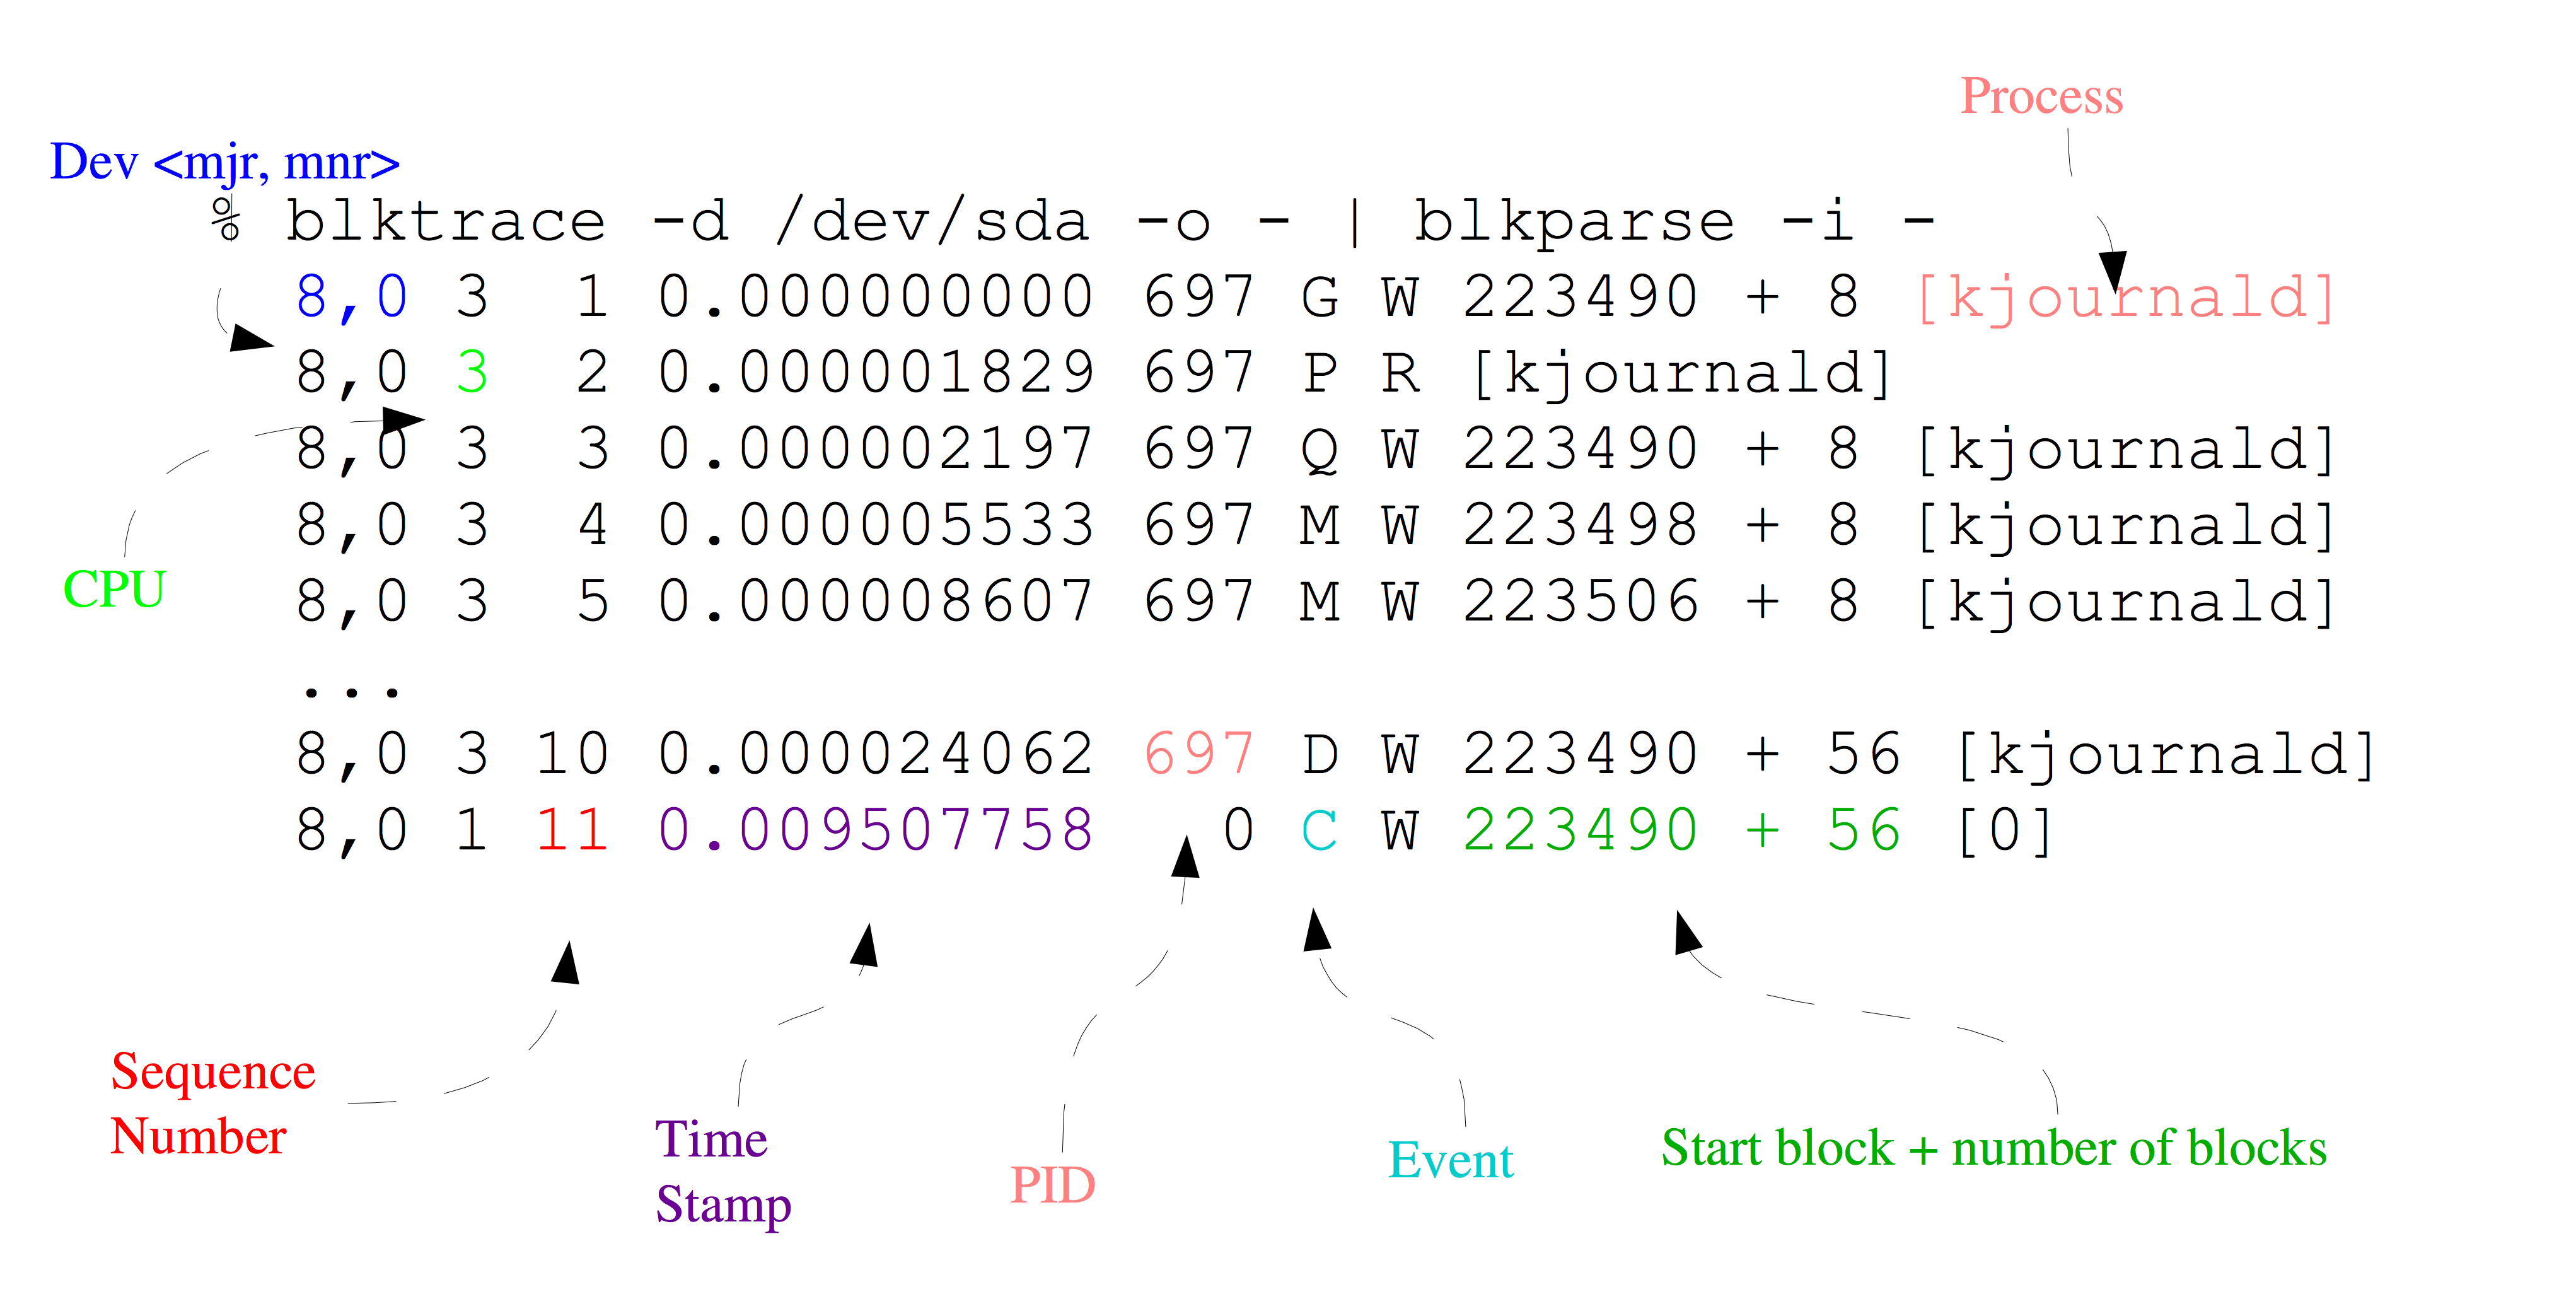 Process
Dev <mjr, mnr>
% blktrace -d /dev/sda -o - | blkparse -i -
8,0 3 1 0.000000000 697 G W 223490 + 8 [kjournald]
8,0 3 2 0.000001829 697 P R [kjournald]
8,0 3 3 0.000002197 697 Q W 223490 + 8 [kjournald]
8,0 3 4 0.000005533 697 M W 223498 + 8 [kjournald]
8,0 3 5 0.000008607 697 M W 223506 + 8 [kjournald]
...
8,0 3 10 0.000024062 697 D W 223490 + 56 [kjournald]
8,0 1 11 0.009507758 0 C W 223490 + 56 [0]
CPU
Sequence
Number
Time
Stamp
PID
Event
Start block + number of blocks